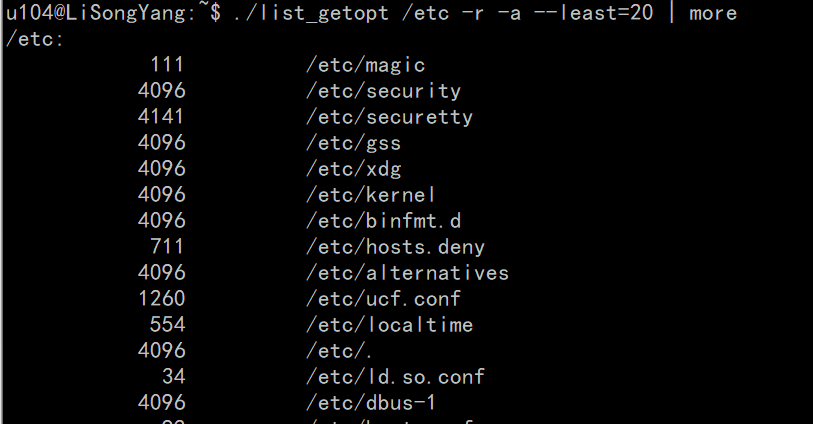 u104@LiSongYang:~$ ./list_getopt /etc -r -a --least=20 | more
/etc:
111 /etc/magic
4096 /etc/security
4141 /etc/securetty
4096 /etc/gss
4096 /etc/xdg
4096 /etc/kernel
4096 /etc/binfmt.d
711 /etc/hosts.deny
4096 /etc/alternatives
1260 /etc/ucf.conf
554 /etc/localtime
4096 /etc/.
34 /etc/ld.so.conf
4096 /etc/dbus-1